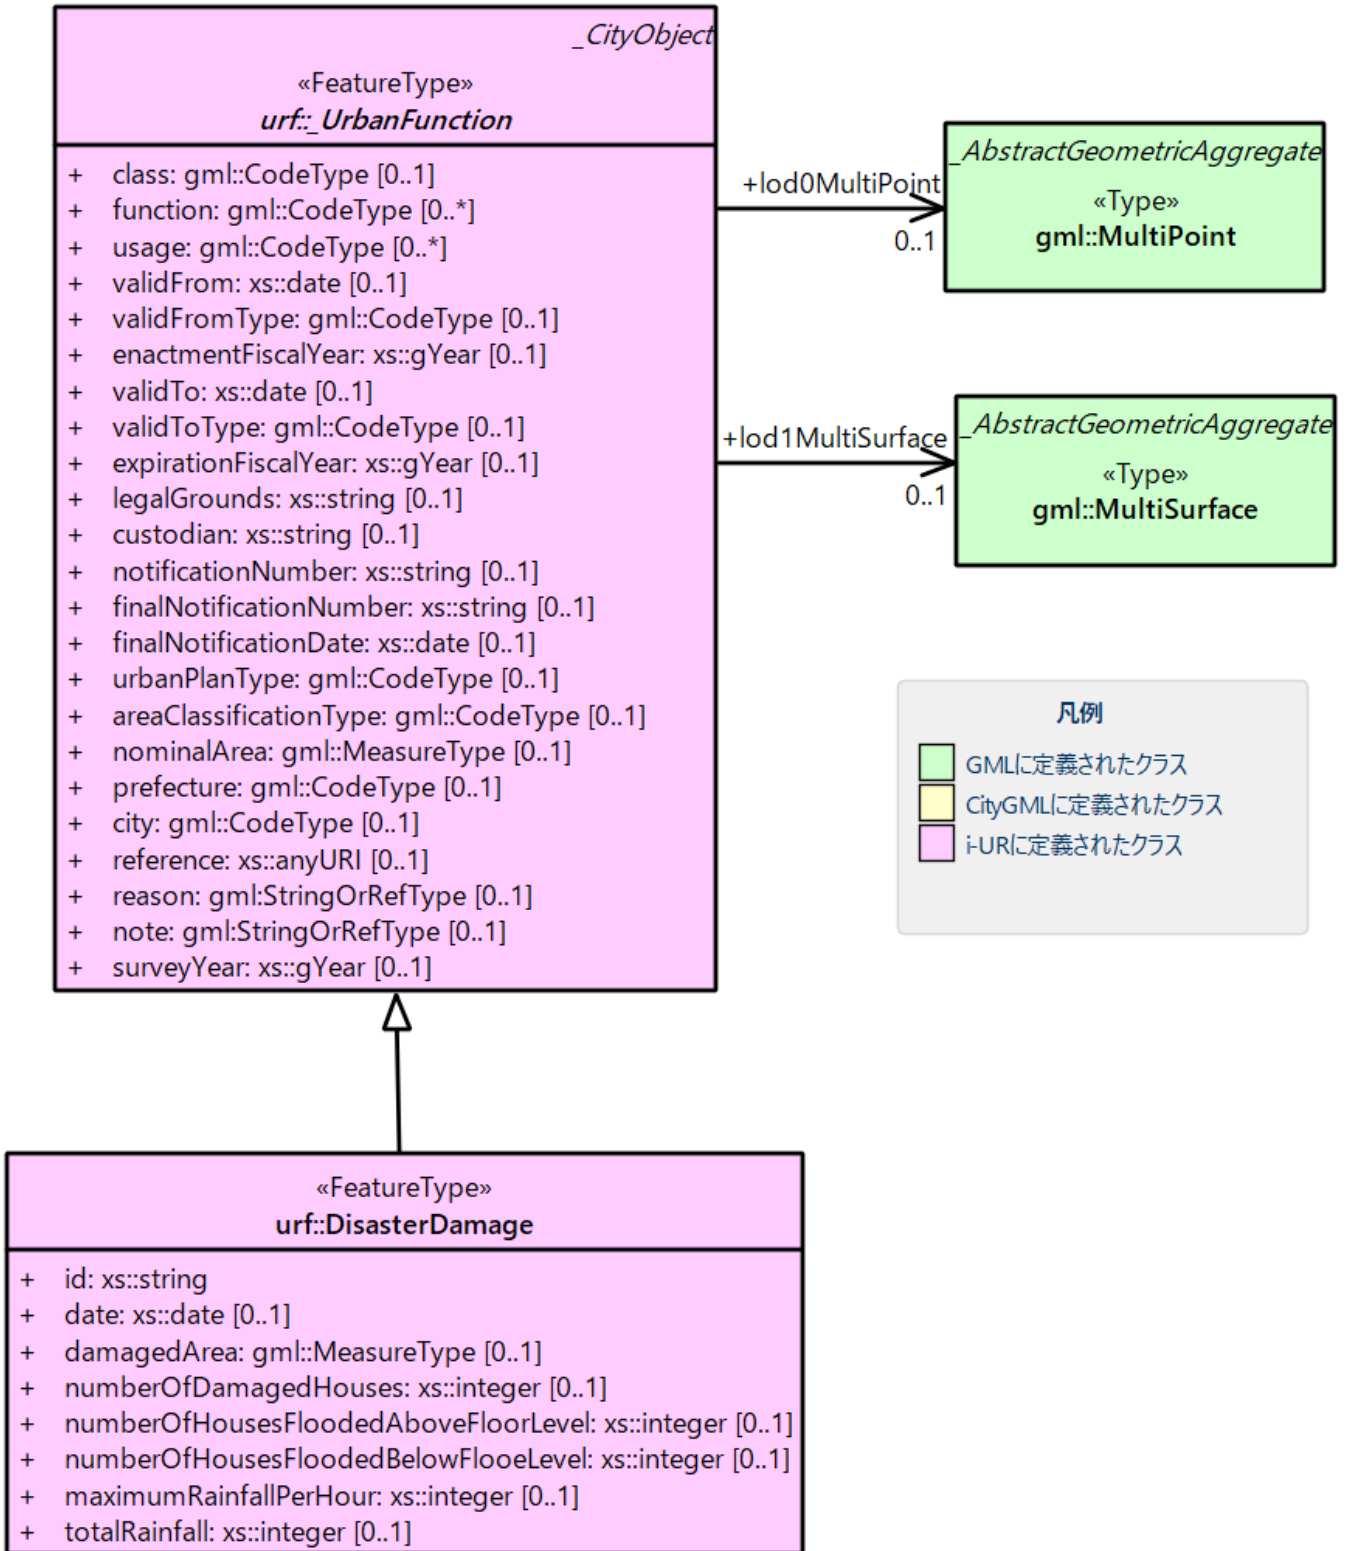 _CityObject
«FeatureType»
urf::_UrbanFunction
+ class: gml::CodeType [0..1]
+ function: gml::CodeType [0..*]
+ usage: gml::CodeType [0..*]
+ validFrom: xs::date [0..1]
+ validFromType: gml::CodeType [0..1]
+ enactmentFiscalYear: xs::gYear [0..1]
+ validTo: xs::date [0..1]
+ validToType: gml::CodeType [0..1]
+ expirationFiscalYear: xs::gYear [0..1]
+ legalGrounds: xs::string [0..1]
+ custodian: xs::string [0..1]
+ notificationNumber: xs::string [0..1]
+ finalNotificationNumber: xs::string [0..1]
+ finalNotificationDate: xs::date [0..1]
+ urbanPlanType: gml::CodeType [0..1]
+ areaClassificationType: gml::CodeType [0..1]
+ nominalArea: gml::MeasureType [0..1]
+ prefecture: gml::CodeType [0..1]
+ city: gml::CodeType [0..1]
+ reference: xs::anyURI [0..1]
+ reason: gml:StringOrRefType [0..1]
+ note: gml:StringOrRefType [0..1]
+ surveyYear: xs::gYear [0..1]
+lod0MultiPoint
0..1
_AbstractGeometricAggregate
«Type»
gml::MultiPoint
+lod1MultiSurface
0..1
_AbstractGeometricAggregate
«Type»
gml::MultiSurface
凡例
GMLに定義されたクラス
CityGMLに定義されたクラス
i-URに定義されたクラス
«FeatureType»
urf::DisasterDamage
+ id: xs::string
+ date: xs::date [0..1]
+ damagedArea: gml::MeasureType [0..1]
+ numberOfDamagedHouses: xs::integer [0..1]
+ numberOfHousesFloodedAboveFloorLevel: xs::integer [0..1]
+ numberOfHousesFloodedBelowFlooeLevel: xs::integer [0..1]
+ maximumRainfallPerHour: xs::integer [0..1]
+ totalRainfall: xs::integer [0..1]